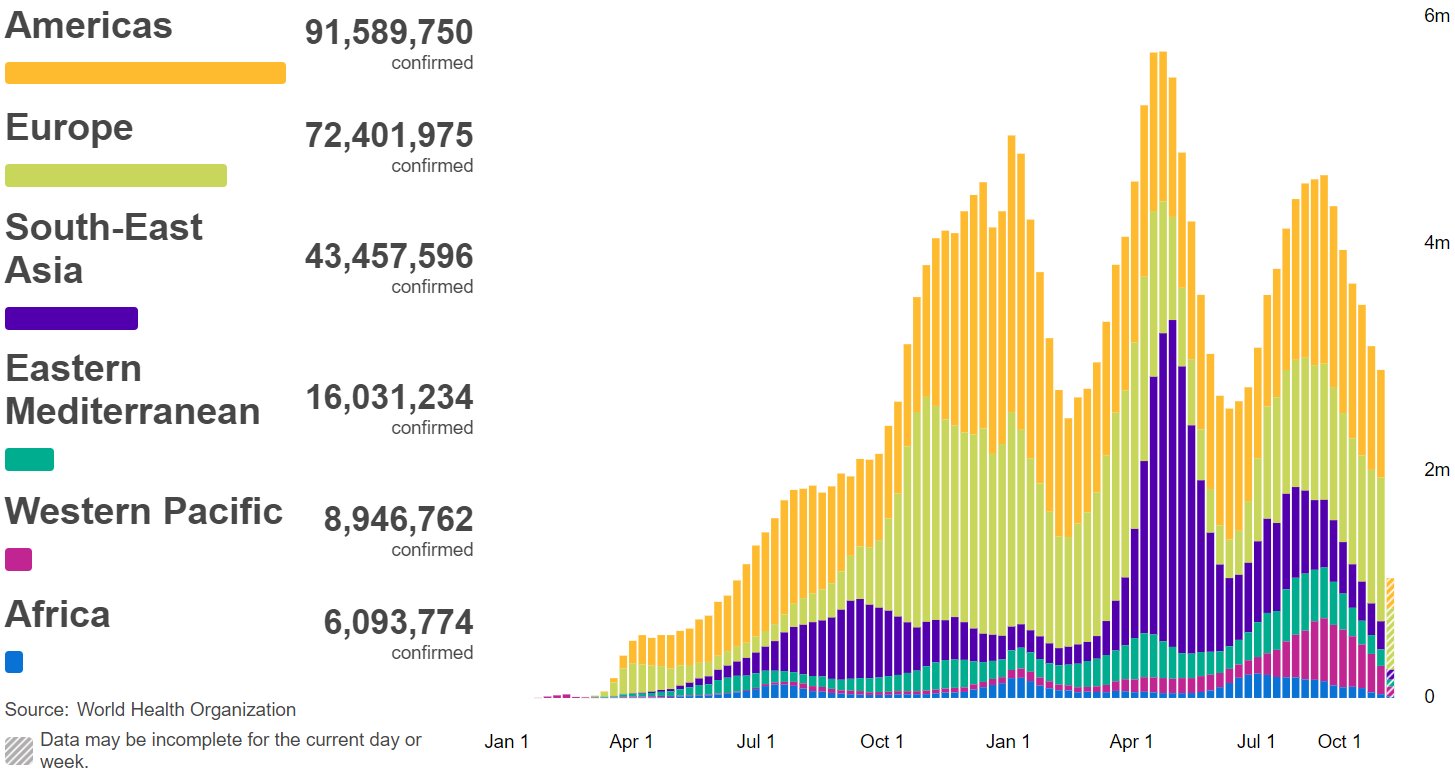 Americas
91,589,750
confirmed
Europe
72,401,975
confirmed
South-East
Asia
43,457,596
confirmed
Eastern
Mediterranean
16,031,234
confirmed
Western Pacific
8,946,762
confirmed
Africa
6,093,774
confirmed
Source: World Health Organization
Data may be incomplete for the current day or
week.
6m
4m
2m
0
Jan 1
Apr 1
Jul 1
Oct 1
Jan 1
Apr 1
Jul 1
Oct 1